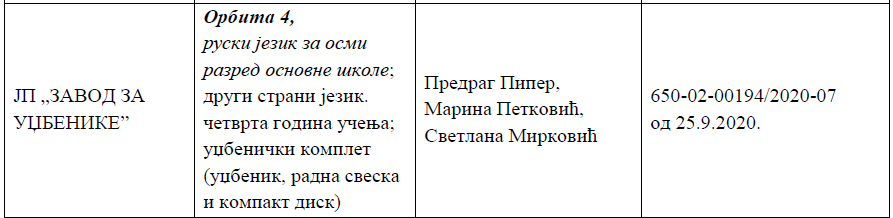 ЈП „ЗАВОД ЗА
УЏБЕНИКЕ”
Орбита 4,
руски језик за осми
разред основне школе;
други страни језик.
четврта година учења;
уџбенички комплет
(уџбеник, радна свеска
и компакт диск)
Предраг Пипер,
Марина Петковић,
Светлана Мирковић
650-02-00194/2020-07
од 25.9.2020.